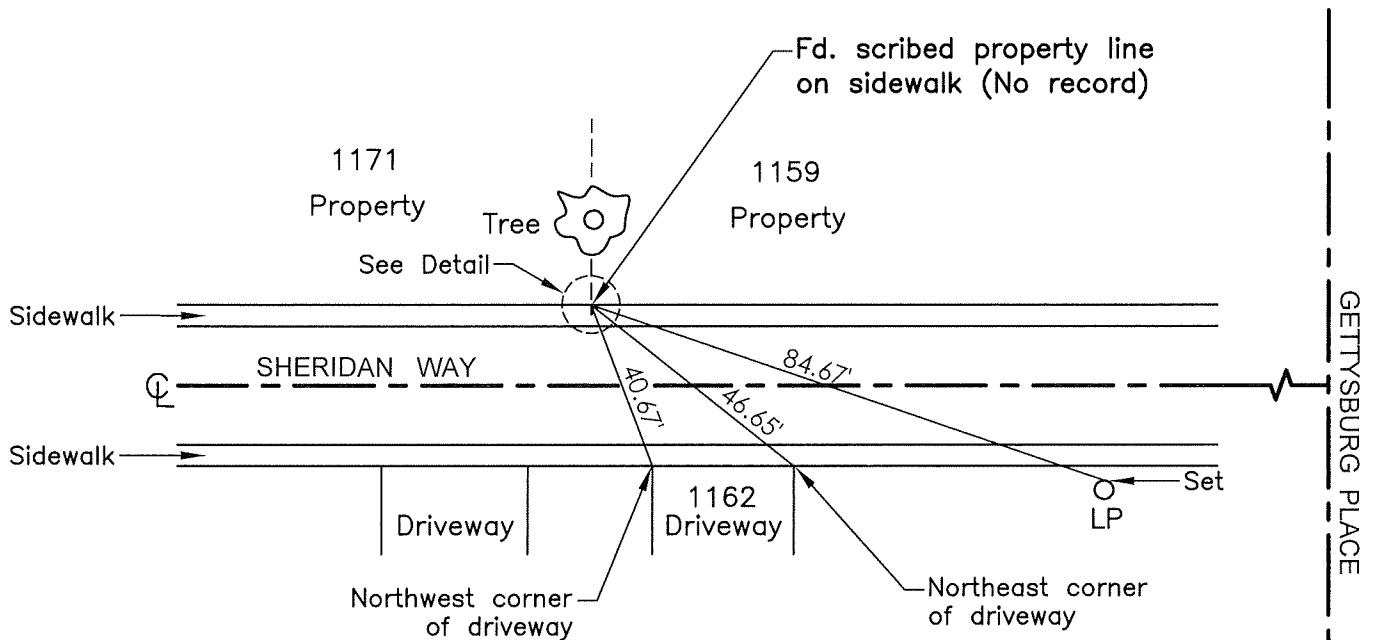 Fd. scribed property line
on sidewalk (No record)
1171
Property
1159
Property
Tree
See Detail
Sidewalk
SHERIDAN WAY
CL
84.67'
40.67'
46.65'
GETTYSBURG PLACE
Sidewalk
Set
LP
1162
Driveway
Driveway
Northwest corner
of driveway
Northeast corner
of driveway